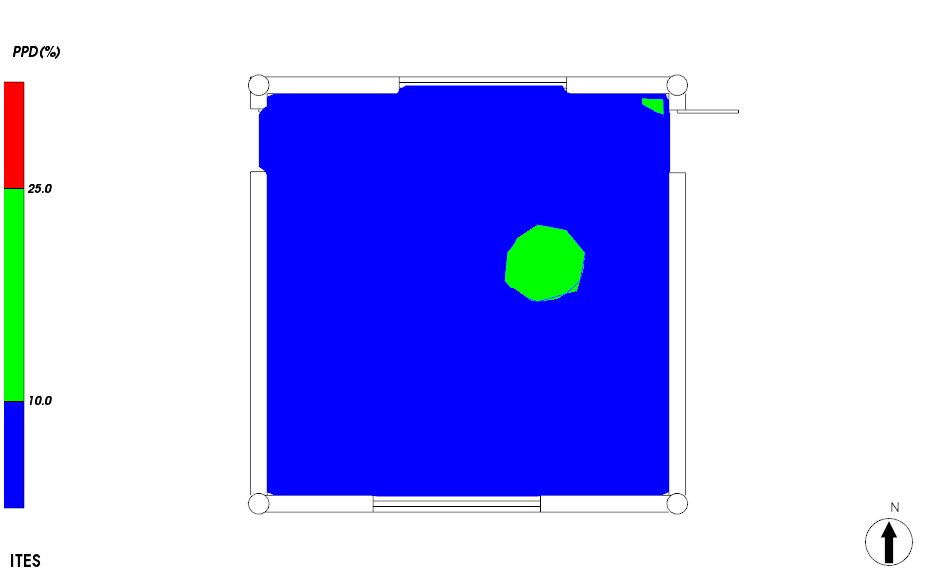 PPD(%)
25.0
10.0
N
ITES